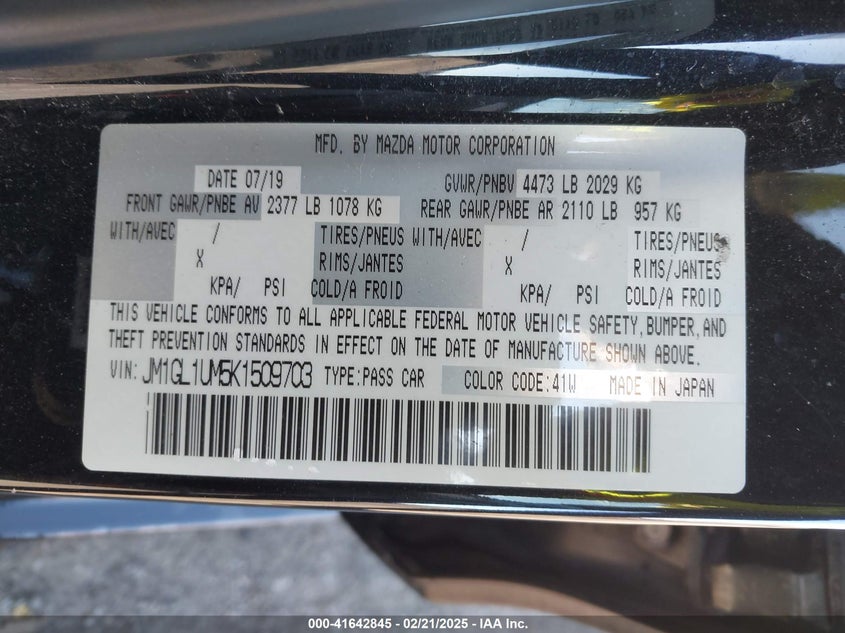 MFD. BY MAZDA MOTOR CORPORATION
DATE 07/19 GVWR/PNBV 4473 LB 2029 KG
FRONT GAWR/PNBE AV 2377 LB 1078 KG REAR GAWR/PNBE AR 2110 LB 957 KG
WITH/AVEC / TIRES/PNEUS WITH/AVEC / TIRES/PNEUS
X RIMS/JANTES X RIMS/JANTES
KPA/ PSI COLD/A FROID KPA/ PSI COLD/A FROID
THIS VEHICLE CONFORMS TO ALL APPLICABLE FEDERAL MOTOR VEHICLE SAFETY, BUMPER, AND
THEFT PREVENTION STANDARDS IN EFFECT ON THE DATE OF MANUFACTURE SHOWN ABOVE.
VIN: JM1GL1UM5K1509703 TYPE:PASS CAR COLOR CODE:41W MADE IN JAPAN
000-41642845 - 02/21/2025 - IAA Inc.